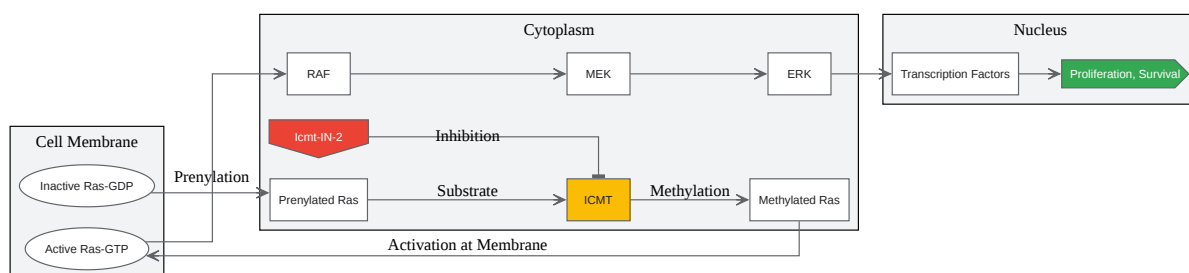 Cytoplasm
Nucleus
RAF
MEK
ERK
Transcription Factors
Proliferation, Survival
Cell Membrane
Icmt-IN-2
Inhibition
Inactive Ras-GDP
Prenylation
Prenylated Ras
Substrate
ICMT
Methylation
Methylated Ras
Active Ras-GTP
Activation at Membrane